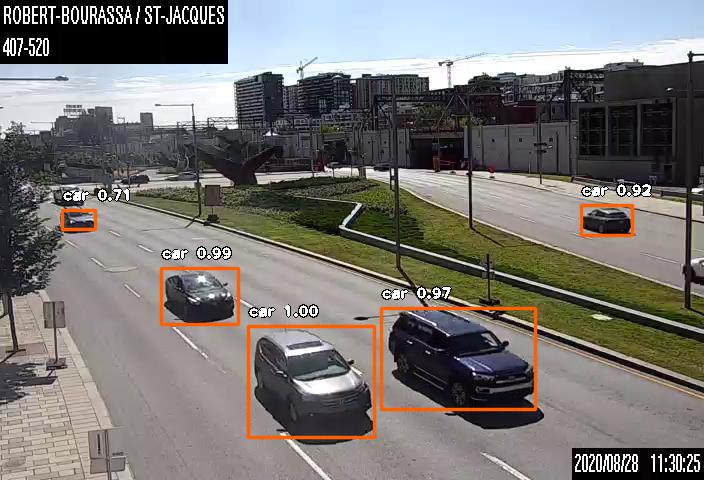 ROBERT-BOURASSA / ST-JACQUES
407-520
car 0.71
car 0.92
car 0.99
car 0.97
car 1.00
2020/08/28 11:30:25